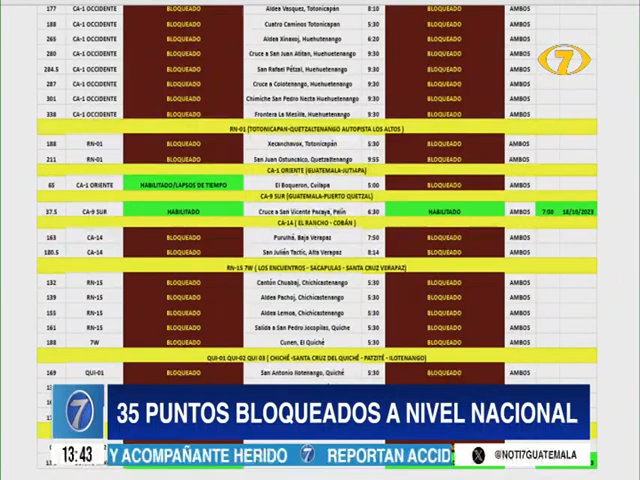 177 CA-1 OCCIDENTE BLOQUEADO Aldea Vasquez, Totonicapan 8:10 BLOQUEADO AMBOS
188 CA-1 OCCIDENTE BLOQUEADO Cuatro Caminos Totonicapan 5:30 BLOQUEADO AMBOS
265 CA-1 OCCIDENTE BLOQUEADO Aldea Xinaxoj, Huehuetenango 6:20 BLOQUEADO AMBOS
280 CA-1 OCCIDENTE BLOQUEADO Cruce a San Juan Atitan, Huehuetenango 9:30 BLOQUEADO AMBOS
284.5 CA-1 OCCIDENTE BLOQUEADO San Rafael Pétzal, Huehuetenango 9:30 BLOQUEADO AMBOS
287 CA-1 OCCIDENTE BLOQUEADO Cruce a Colotenango, Huehuetenango 9:30 BLOQUEADO AMBOS
301 CA-1 OCCIDENTE BLOQUEADO Chimiche San Pedro Necta Huehuetenango 9:30 BLOQUEADO AMBOS
338 CA-1 OCCIDENTE BLOQUEADO Frontera La Mesilla, Huehuetenango 9:30 BLOQUEADO AMBOS
RN-01 (TOTONICAPAN-QUETZALTENANGO AUTOPISTA LOS ALTOS )
188 RN-01 BLOQUEADO Xecanchavox, Totonicapán 5:30 BLOQUEADO AMBOS
211 RN-01 BLOQUEADO San Juan Ostuncalco, Quetzaltenango 9:55 BLOQUEADO AMBOS
CA-1 ORIENTE (GUATEMALA-JUTIAPA)
65 CA-1 ORIENTE HABILITADO/LAPSOS DE TIEMPO El Boqueron, Cuilapa 5:00 BLOQUEADO AMBOS
CA-9 SUR (GUATEMALA-PUERTO QUETZAL)
37.5 CA-9 SUR HABILITADO Cruce a San Vicente Pacaya, Palín 6:30 HABILITADO AMBOS 7:00 18/10/2023
CA-14 ( EL RANCHO - COBÁN )
163 CA-14 BLOQUEADO Purulhá, Baja Verapaz 7:50 BLOQUEADO AMBOS
180.5 CA-14 BLOQUEADO San Julián Tactic, Alta Verapaz 8:14 BLOQUEADO AMBOS
RN-15 7W ( LOS ENCUENTROS - SACAPULAS - SANTA CRUZ VERAPAZ)
132 RN-15 BLOQUEADO Cantón Chuabaj, Chichicastenango 5:30 BLOQUEADO AMBOS
139 RN-15 BLOQUEADO Aldea Pachoj, Chichicastenango 5:30 BLOQUEADO AMBOS
155 RN-15 BLOQUEADO Aldea Lemoa, Chichicastenango 5:30 BLOQUEADO AMBOS
161 RN-15 BLOQUEADO Salida a San Pedro Jocopilas, Quiche 5:30 BLOQUEADO AMBOS
188 7W BLOQUEADO Cunen, El Quiché 5:30 BLOQUEADO AMBOS
QUI-01 QUI-02 QUI 03 ( CHICHÉ -SANTA CRUZ DEL QUICHÉ - PATZITÉ - ILOTENANGO)
169 QUI-01 BLOQUEADO San Antonio Ilotenango, Quiché 5:30 BLOQUEADO AMBOS
7
7 35 PUNTOS BLOQUEADOS A NIVEL NACIONAL
13:43 Y ACOMPAÑANTE HERIDO 7 REPORTAN ACCID X @NOTI7GUATEMALA